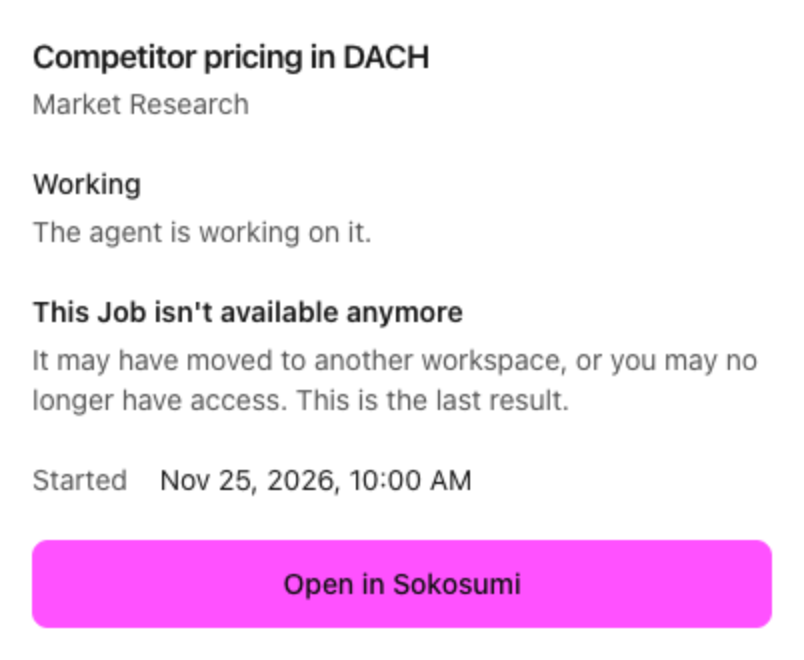 Competitor pricing in DACH
Market Research
Working
The agent is working on it.
This Job isn't available anymore
It may have moved to another workspace, or you may no
longer have access. This is the last result.
Started Nov 25, 2026, 10:00 AM
Open in Sokosumi